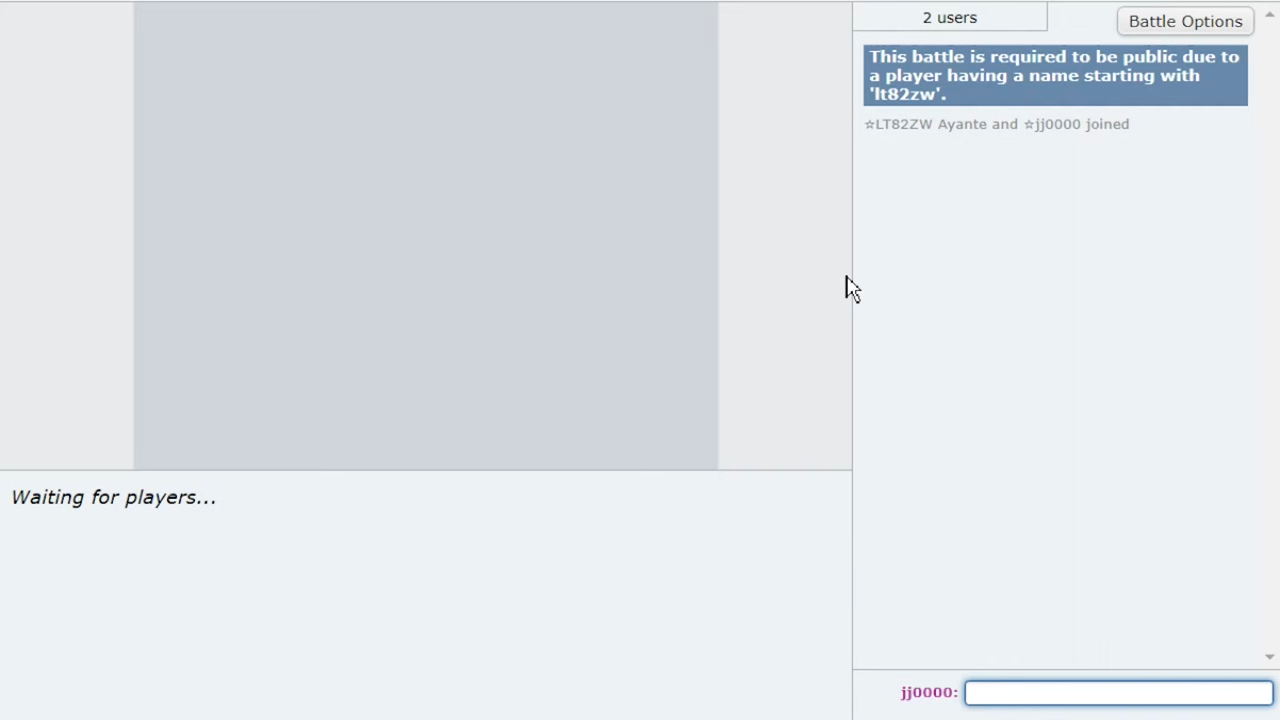 2 users
Battle Options
This battle is required to be public due to
a player having a name starting with
'lt82zw'.
☆LT82ZW Ayante and ☆jj0000 joined
Waiting for players...
jj0000: